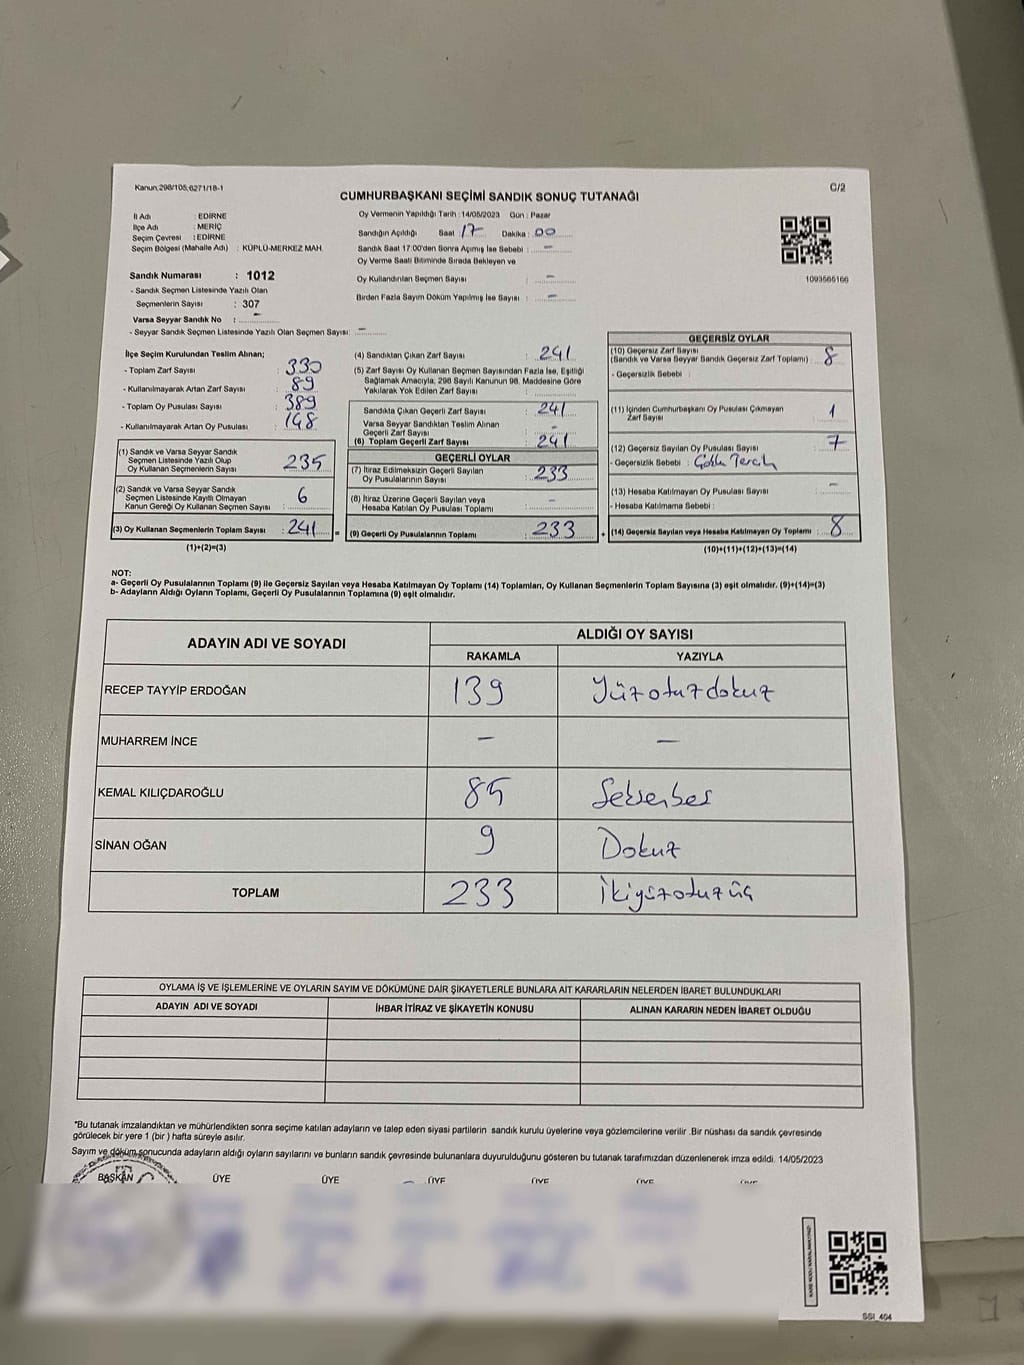 Kanun:298/105;6271/18-1
C/2
CUMHURBAŞKANI SEÇİMİ SANDIK SONUÇ TUTANAĞI
İl Adı : EDİRNE
İlçe Adı : MERİÇ
Seçim Çevresi : EDİRNE
Seçim Bölgesi (Mahalle Adı) : KÜPLÜ-MERKEZ MAH.
Sandık Numarası : 1012
- Sandık Seçmen Listesinde Yazılı Olan
Seçmenlerin Sayısı : 307
Varsa Seyyar Sandık No : -
- Seyyar Sandık Seçmen Listesinde Yazılı Olan Seçmen Sayısı: -
Oy Vermenin Yapıldığı Tarih : 14/05/2023 Gün : Pazar
Sandığın Açıldığı Saat : 17 Dakika : 00
Sandık Saat 17:00'den Sonra Açılmış İse Sebebi : -
Oy Verme Saati Bitiminde Sırada Bekleyen ve
Oy Kullandırılan Seçmen Sayısı : -
Birden Fazla Sayım Döküm Yapılmış İse Sayısı : -
1093565166
İlçe Seçim Kurulundan Teslim Alınan;
- Toplam Zarf Sayısı : 330
- Kullanılmayarak Artan Zarf Sayısı : 89
- Toplam Oy Pusulası Sayısı : 389
- Kullanılmayarak Artan Oy Pusulası : 148
(1) Sandık ve Varsa Seyyar Sandık
Seçmen Listesinde Yazılı Olup
Oy Kullanan Seçmenlerin Sayısı : 235
(2) Sandık ve Varsa Seyyar Sandık
Seçmen Listesinde Kayıtlı Olmayan
Kanun Gereği Oy Kullanan Seçmen Sayısı : 6
(3) Oy Kullanan Seçmenlerin Toplam Sayısı : 241
(1)+(2)=(3)
(4) Sandıktan Çıkan Zarf Sayısı : 241
(5) Zarf Sayısı Oy Kullanan Seçmen Sayısından Fazla İse, Eşitliği
Sağlamak Amacıyla, 298 Sayılı Kanunun 98. Maddesine Göre
Yakılarak Yok Edilen Zarf Sayısı :
Sandıkta Çıkan Geçerli Zarf Sayısı : 241
Varsa Seyyar Sandıktan Teslim Alınan
Geçerli Zarf Sayısı : -
(6) Toplam Geçerli Zarf Sayısı : 241
GEÇERLİ OYLAR
(7) İtiraz Edilmeksizin Geçerli Sayılan
Oy Pusulalarının Sayısı : 233
(8) İtiraz Üzerine Geçerli Sayılan veya
Hesaba Katılan Oy Pusulası Toplamı : -
= (9) Geçerli Oy Pusulalarının Toplamı : 233
GEÇERSİZ OYLAR
(10) Geçersiz Zarf Sayısı : 8
(Sandık ve Varsa Seyyar Sandık Geçersiz Zarf Toplamı)
- Geçersizlik Sebebi :
(11) İçinden Cumhurbaşkanı Oy Pusulası Çıkmayan
Zarf Sayısı : 1
(12) Geçersiz Sayılan Oy Pusulası Sayısı : 7
- Geçersizlik Sebebi : Çoklu Tercih
(13) Hesaba Katılmayan Oy Pusulası Sayısı : -
- Hesaba Katılmama Sebebi :
+ (14) Geçersiz Sayılan veya Hesaba Katılmayan Oy Toplamı : 8
(10)+(11)+(12)+(13)=(14)
NOT:
a- Geçerli Oy Pusulalarının Toplamı (9) ile Geçersiz Sayılan veya Hesaba Katılmayan Oy Toplamı (14) Toplamları, Oy Kullanan Seçmenlerin Toplam Sayısına (3) eşit olmalıdır. (9)+(14)=(3)
b- Adayların Aldığı Oyların Toplamı, Geçerli Oy Pusulalarının Toplamına (9) eşit olmalıdır.
ADAYIN ADI VE SOYADI ALDIĞI OY SAYISI
RAKAMLA YAZIYLA
RECEP TAYYİP ERDOĞAN 139 Yüzotuzdokuz
MUHARREM İNCE - -
KEMAL KILIÇDAROĞLU 85 Seksenbes
SİNAN OĞAN 9 Dokuz
TOPLAM 233 İkiyüzotuzüç
OYLAMA İŞ VE İŞLEMLERİNE VE OYLARIN SAYIM VE DÖKÜMÜNE DAİR ŞİKAYETLERLE BUNLARA AİT KARARLARIN NELERDEN İBARET BULUNDUKLARI
ADAYIN ADI VE SOYADI İHBAR İTİRAZ VE ŞİKAYETİN KONUSU ALINAN KARARIN NEDEN İBARET OLDUĞU
*Bu tutanak imzalandıktan ve mühürlendikten sonra seçime katılan adayların ve talep eden siyasi partilerin sandık kurulu üyelerine veya gözlemcilerine verilir .Bir nüshası da sandık çevresinde
görülecek bir yere 1 (bir ) hafta süreyle asılır.
Sayım ve döküm sonucunda adayların aldığı oyların sayılarını ve bunların sandık çevresinde bulunanlara duyurulduğunu gösteren bu tutanak tarafımızdan düzenlenerek imza edildi. 14/05/2023
BAŞKAN ÜYE ÜYE ÜYE ÜYE ÜYE ÜYE
SSI_404